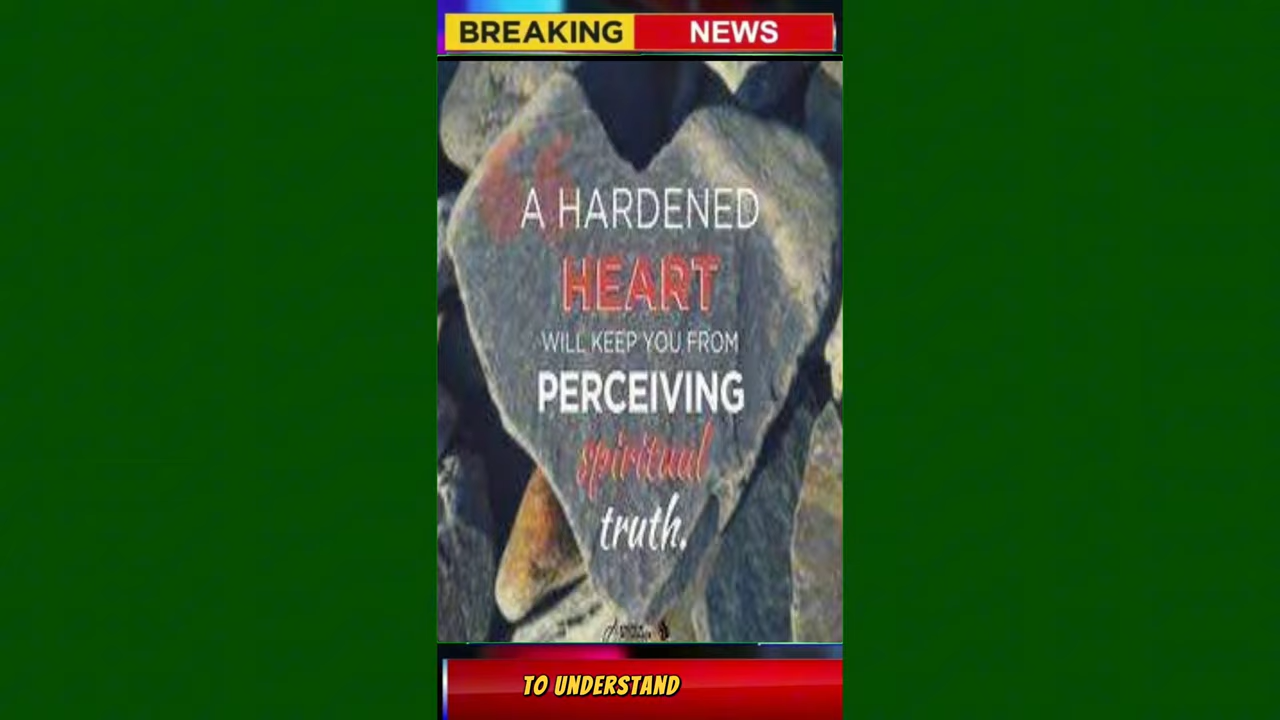 BREAKING NEWS
A HARDENED
HEART
WILL KEEP YOU FROM
PERCEIVING
spiritual
truth.
TO UNDERSTAND